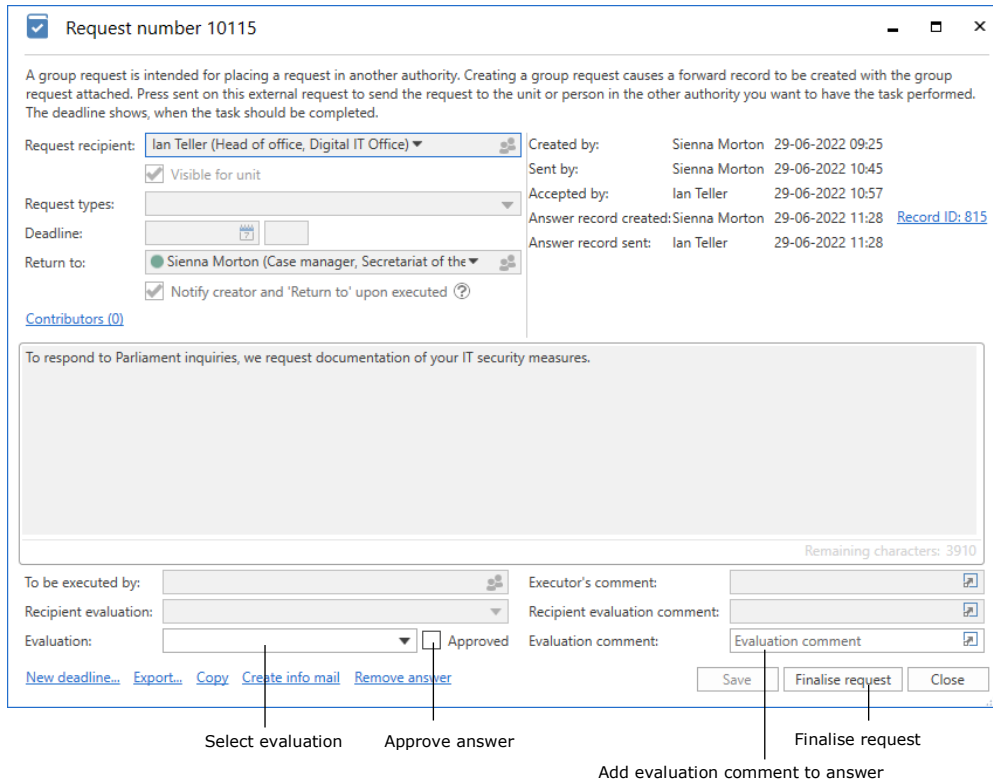 Request number 10115
A group request is intended for placing a request in another authority. Creating a group request causes a forward record to be created with the group
request attached. Press sent on this external request to send the request to the unit or person in the other authority you want to have the task performed.
The deadline shows, when the task should be completed.
Request recipient: Ian Teller (Head of office, Digital IT Office)
Visible for unit
Request types:
Deadline:
Return to: Sienna Morton (Case manager, Secretariat of the
Notify creator and 'Return to' upon executed ?
Contributors (0)
Created by: Sienna Morton 29-06-2022 09:25
Sent by: Sienna Morton 29-06-2022 10:45
Accepted by: Ian Teller 29-06-2022 10:57
Answer record created: Sienna Morton 29-06-2022 11:28 Record ID: 815
Answer record sent: Ian Teller 29-06-2022 11:28
To respond to Parliament inquiries, we request documentation of your IT security measures.
Remaining characters: 3910
To be executed by: Executor's comment:
Recipient evaluation: Recipient evaluation comment:
Evaluation: Approved Evaluation comment: Evaluation comment
New deadline... Export... Copy Create info mail Remove answer Save Finalise request Close
Select evaluation Approve answer Finalise request
Add evaluation comment to answer